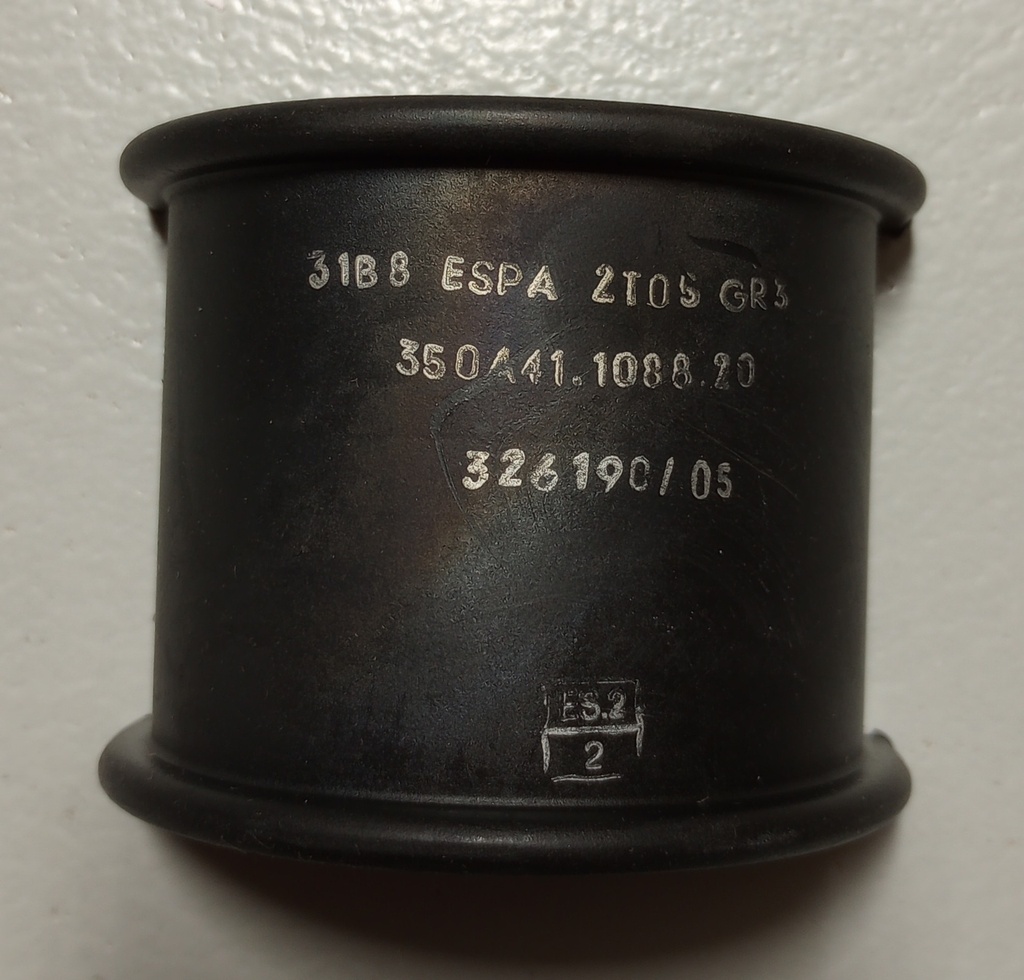 31B8 ESPA 2T05 GR3
350A41.1088.20
326190/05
ES.2
2